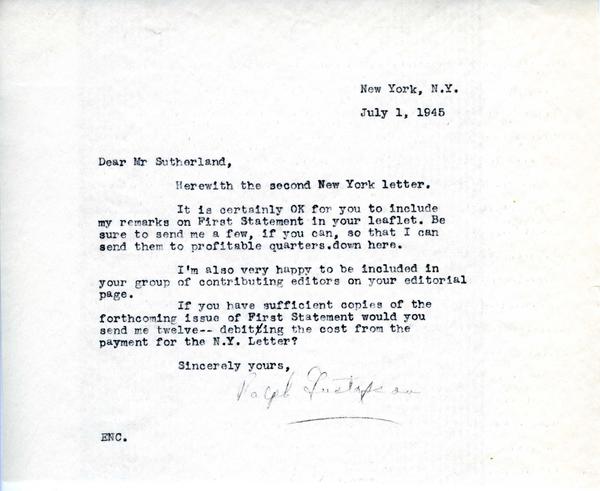 New York, N.Y.
July 1, 1945
Dear Mr Sutherland,
Herewith the second New York letter.
It is certainly OK for you to include
my remarks on First Statement in your leaflet. Be
sure to send me a few, if you can, so that I can
send them to profitable quarters.down here.
I'm also very happy to be included in
your group of contributing editors on your editorial
page.
If you have sufficient copies of the
forthcoming issue of First Statement would you
send me twelve-- debiting the cost from the
payment for the N.Y. Letter?
Sincerely yours,
Ralph Gustafson
ENC.